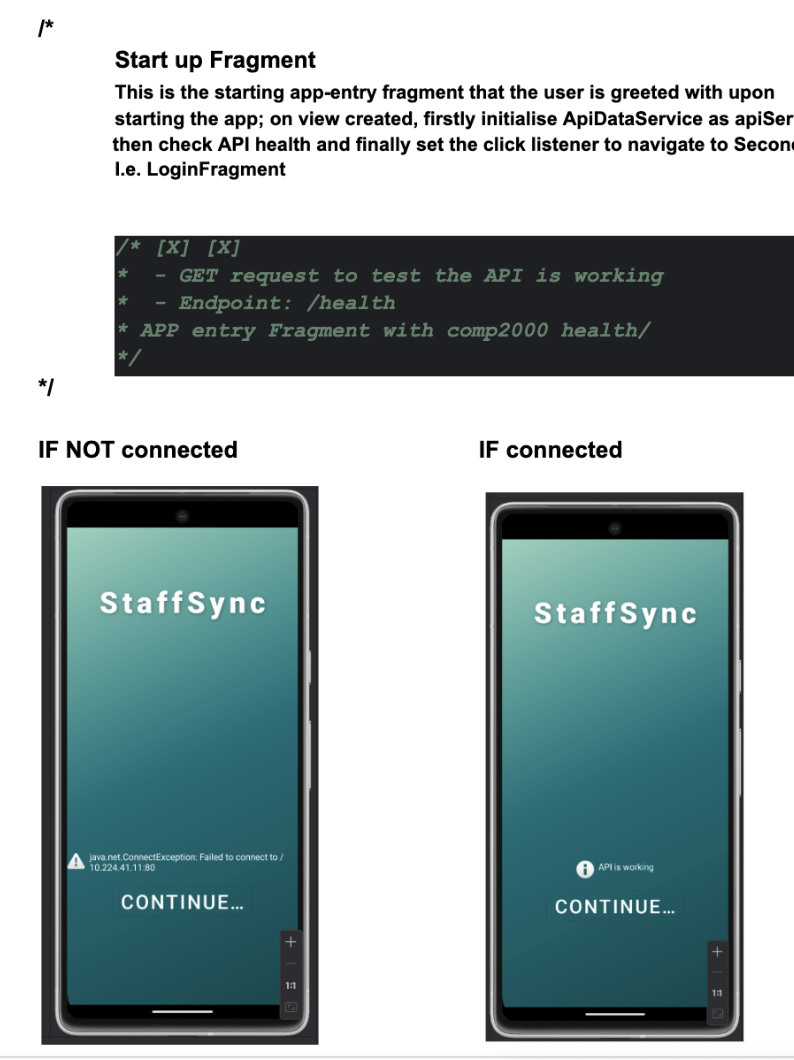 /*
Start up Fragment
This is the starting app-entry fragment that the user is greeted with upon
starting the app; on view created, firstly initialise ApiDataService as apiSer
then check API health and finally set the click listener to navigate to Secon
I.e. LoginFragment
/* [X] [X]
* - GET request to test the API is working
* - Endpoint: /health
* APP entry Fragment with comp2000 health/
*/
*/
IF NOT connected
IF connected
StaffSync
java.net.ConnectException: Failed to connect to /
10.224.41.11:80
CONTINUE...
1:1
StaffSync
API is working
CONTINUE...
1:1